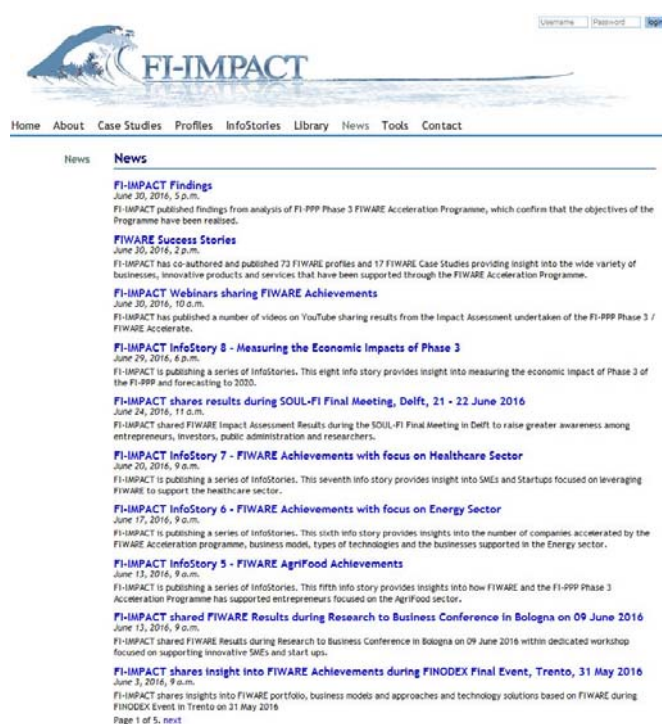 Username Password login
FI-IMPACT
Home About Case Studies Profiles InfoStories Library News Tools Contact
News
News
FI-IMPACT Findings
June 30, 2016, 5 p.m.
FI-IMPACT published findings from analysis of FI-PPP Phase 3 FIWARE Acceleration Programme, which confirm that the objectives of the
Programme have been realised.
FIWARE Success Stories
June 30, 2016, 2 p.m.
FI-IMPACT has co-authored and published 73 FIWARE profiles and 17 FIWARE Case Studies providing insight into the wide variety of
businesses, innovative products and services that have been supported through the FIWARE Acceleration Programme.
FI-IMPACT Webinars sharing FIWARE Achievements
June 30, 2016, 10 a.m.
FI-IMPACT has published a number of videos on YouTube sharing results from the Impact Assessment undertaken of the FI-PPP Phase 3 /
FIWARE Accelerate.
FI-IMPACT InfoStory 8 - Measuring the Economic Impacts of Phase 3
June 29, 2016, 6 p.m.
FI-IMPACT is publishing a series of InfoStories. This eight info story provides insight into measuring the economic impact of Phase 3 of
the FI-PPP and forecasting to 2020.
FI-IMPACT shares results during SOUL-FI Final Meeting, Delft, 21 - 22 June 2016
June 24, 2016, 11 a.m.
FI-IMPACT shared FIWARE Impact Assessment Results during the SOUL-FI Final Meeting in Delft to raise greater awareness among
entrepreneurs, investors, public administration and researchers.
FI-IMPACT InfoStory 7 - FIWARE Achievements with focus on Healthcare Sector
June 20, 2016, 9 a.m.
FI-IMPACT is publishing a series of InfoStories. This seventh info story provides insight into SMEs and Startups focused on leveraging
FIWARE to support the healthcare sector.
FI-IMPACT InfoStory 6 - FIWARE Achievements with focus on Energy Sector
June 17, 2016, 9 a.m.
FI-IMPACT is publishing a series of InfoStories. This sixth info story provides insights into the number of companies accelerated by the
FIWARE Acceleration programme, business model, types of technologies and the businesses supported in the Energy sector.
FI-IMPACT InfoStory 5 - FIWARE AgriFood Achievements
June 13, 2016, 9 a.m.
FI-IMPACT is publishing a series of InfoStories. This fifth info story provides insights into how FIWARE and the FI-PPP Phase 3
Acceleration Programme has supported entrepreneurs focused on the AgriFood sector.
FI-IMPACT shared FIWARE Results during Research to Business Conference in Bologna on 09 June 2016
June 13, 2016, 9 a.m.
FI-IMPACT shared FIWARE Results during Research to Business Conference in Bologna on 09 June 2016 within dedicated workshop
focused on supporting innovative SMEs and start ups.
FI-IMPACT shares insight into FIWARE Achievements during FINODEX Final Event, Trento, 31 May 2016
June 3, 2016, 9 a.m.
FI-IMPACT shares insights into FIWARE portfolio, business models and approaches and technology solutions based on FIWARE during
FINODEX Event in Trento on 31 May 2016
Page 1 of 5. next